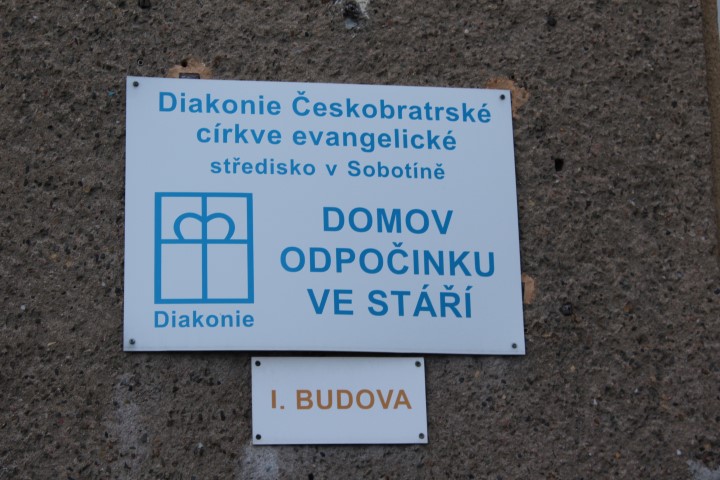 Diakonie Českobratrské
církve evangelické
středisko v Sobotíně
DOMOV
ODPOČINKU
VE STÁŘÍ
Diakonie
I. BUDOVA